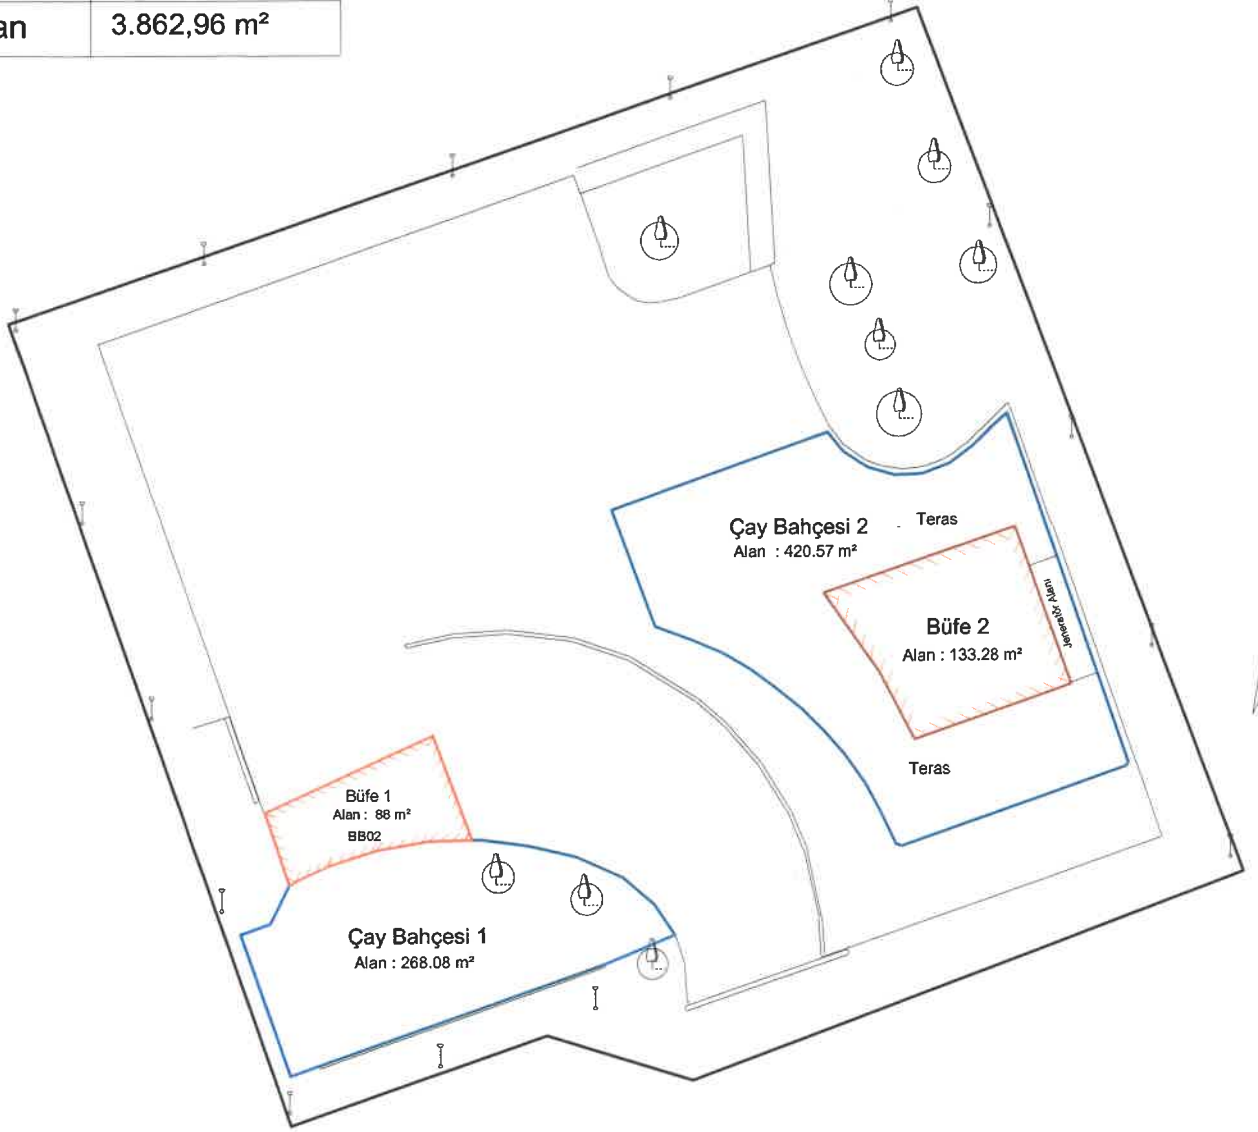 an 3.862,96 m²
Çay Bahçesi 2
Alan : 420.57 m²
Teras
Jeneratör Alanı
Büfe 2
Alan : 133.28 m²
Teras
Büfe 1
Alan : 88 m²
BB02
Çay Bahçesi 1
Alan : 268.08 m²